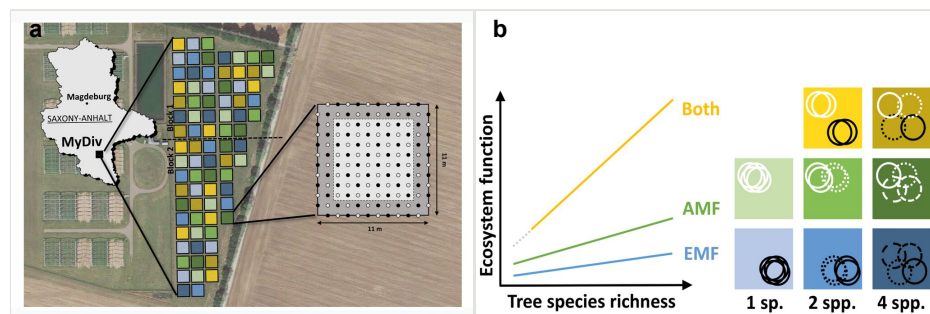 a
Magdeburg
SAXONY-ANHALT
MyDiv
Block 1
Block 2
11 m
11 m
b
Ecosystem function
Both
AMF
EMF
Tree species richness
1 sp.
2 spp.
4 spp.